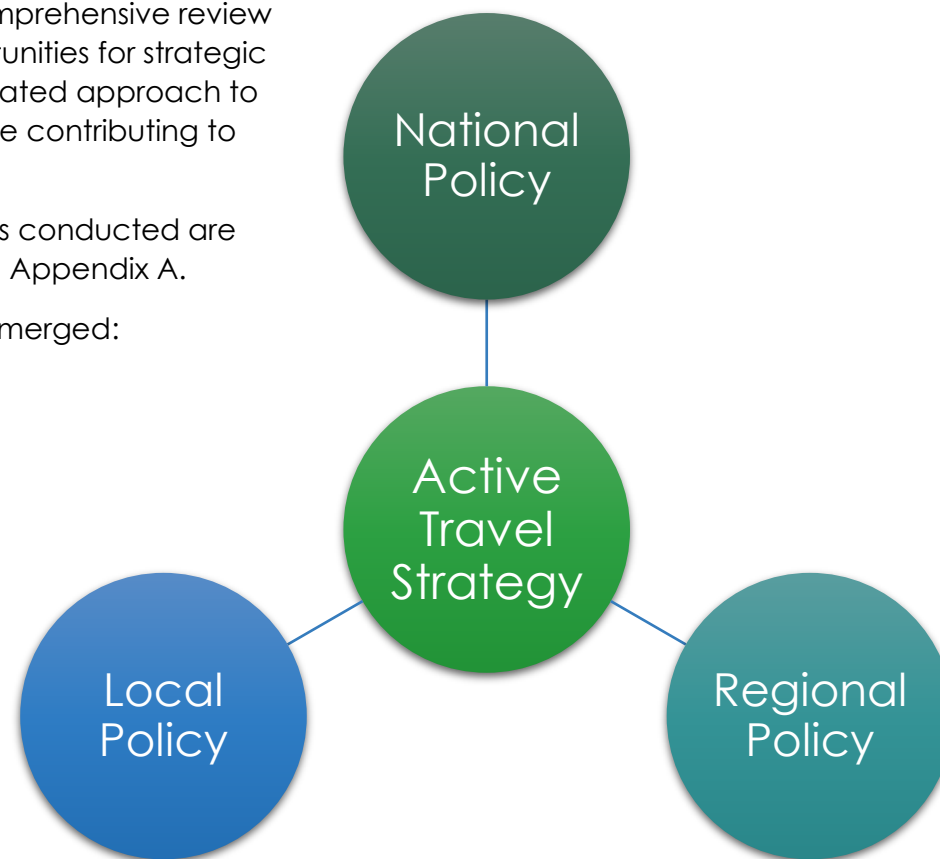 mprehensive review
tunities for strategic
ated approach to
e contributing to
s conducted are
Appendix A.
merged:
National
Policy
Active
Travel
Strategy
Local
Policy
Regional
Policy